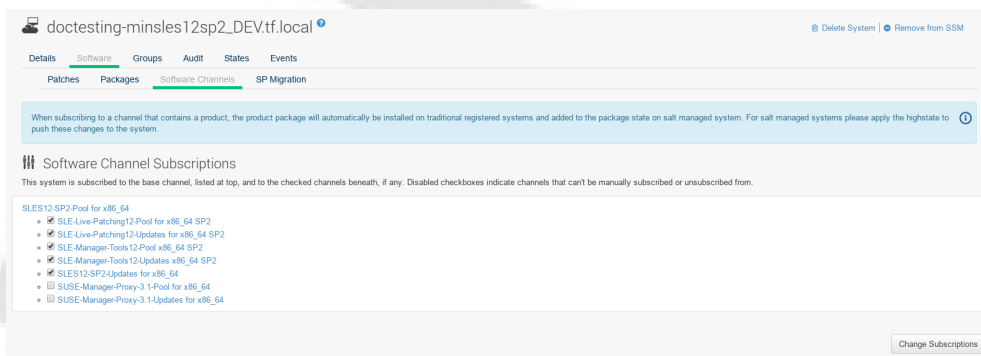 doctesting-minsles12sp2_DEV.tf.local ?
Delete System | Remove from SSM
Details Software Groups Audit States Events
Patches Packages Software Channels SP Migration
When subscribing to a channel that contains a product, the product package will automatically be installed on traditional registered systems and added to the package state on salt managed system. For salt managed systems please apply the highstate to
push these changes to the system.
Software Channel Subscriptions
This system is subscribed to the base channel, listed at top, and to the checked channels beneath, if any. Disabled checkboxes indicate channels that can't be manually subscribed or unsubscribed from.
SLES12-SP2-Pool for x86_64
SLE-Live-Patching12-Pool for x86_64 SP2
SLE-Live-Patching12-Updates for x86_64 SP2
SLE-Manager-Tools12-Pool x86_64 SP2
SLE-Manager-Tools12-Updates x86_64 SP2
SLES12-SP2-Updates for x86_64
SUSE-Manager-Proxy-3.1-Pool for x86_64
SUSE-Manager-Proxy-3.1-Updates for x86_64
Change Subscriptions